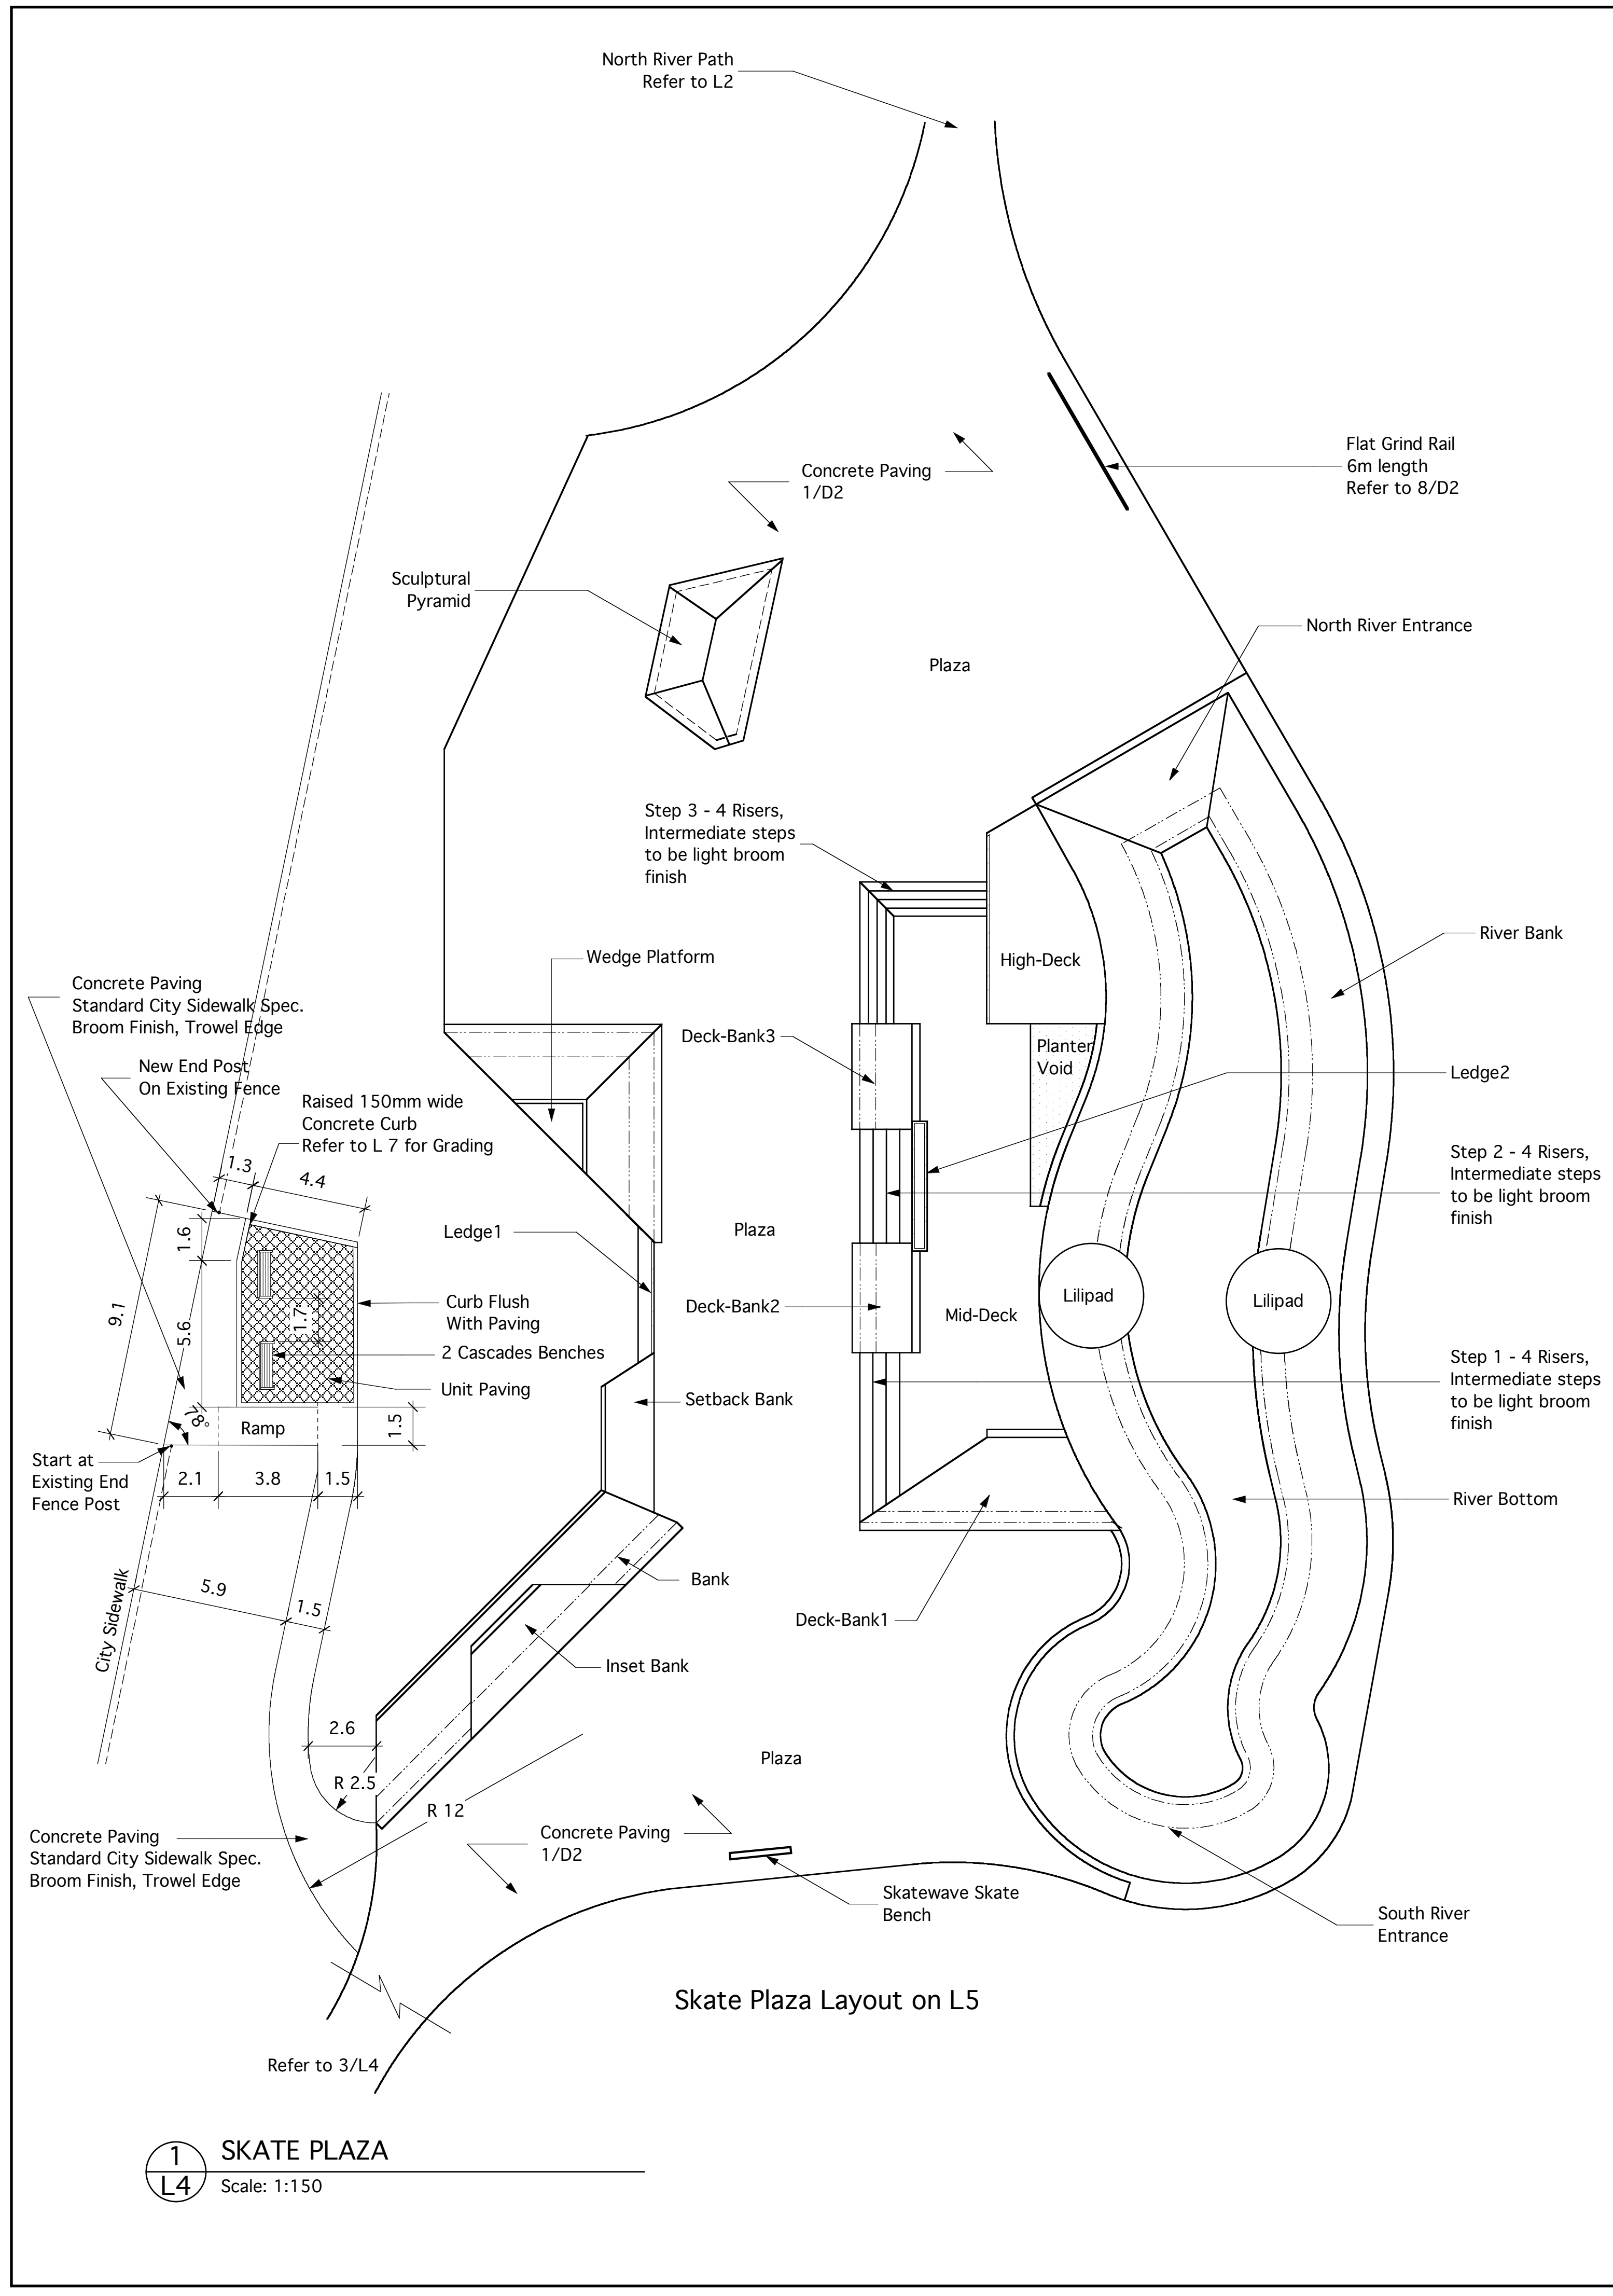 North River Path
Refer to L2
Flat Grind Rail
6m length
Refer to 8/D2
Concrete Paving
1/D2
Sculptural
Pyramid
North River Entrance
Plaza
Step 3 - 4 Risers,
Intermediate steps
to be light broom
finish
River Bank
Wedge Platform
High-Deck
Concrete Paving
Standard City Sidewalk Spec.
Broom Finish, Trowel Edge
Deck-Bank3
Planter
Void
New End Post
On Existing Fence
Ledge2
Raised 150mm wide
Concrete Curb
Refer to L 7 for Grading
1.3
4.4
Step 2 - 4 Risers,
Intermediate steps
to be light broom
finish
1.6
Ledge1
Plaza
9.1
5.6
1.7
Curb Flush
With Paving
Deck-Bank2
Mid-Deck
Lilipad
Lilipad
2 Cascades Benches
Unit Paving
Step 1 - 4 Risers,
Intermediate steps
to be light broom
finish
Setback Bank
78°
Ramp
1.5
Start at
Existing End
Fence Post
2.1
3.8
1.5
River Bottom
City Sidewalk
5.9
1.5
Bank
Deck-Bank1
Inset Bank
2.6
Plaza
R 2.5
R 12
Concrete Paving
Standard City Sidewalk Spec.
Broom Finish, Trowel Edge
Concrete Paving
1/D2
Skatewave Skate
Bench
South River
Entrance
Skate Plaza Layout on L5
Refer to 3/L4
1
L4
SKATE PLAZA
Scale: 1:150